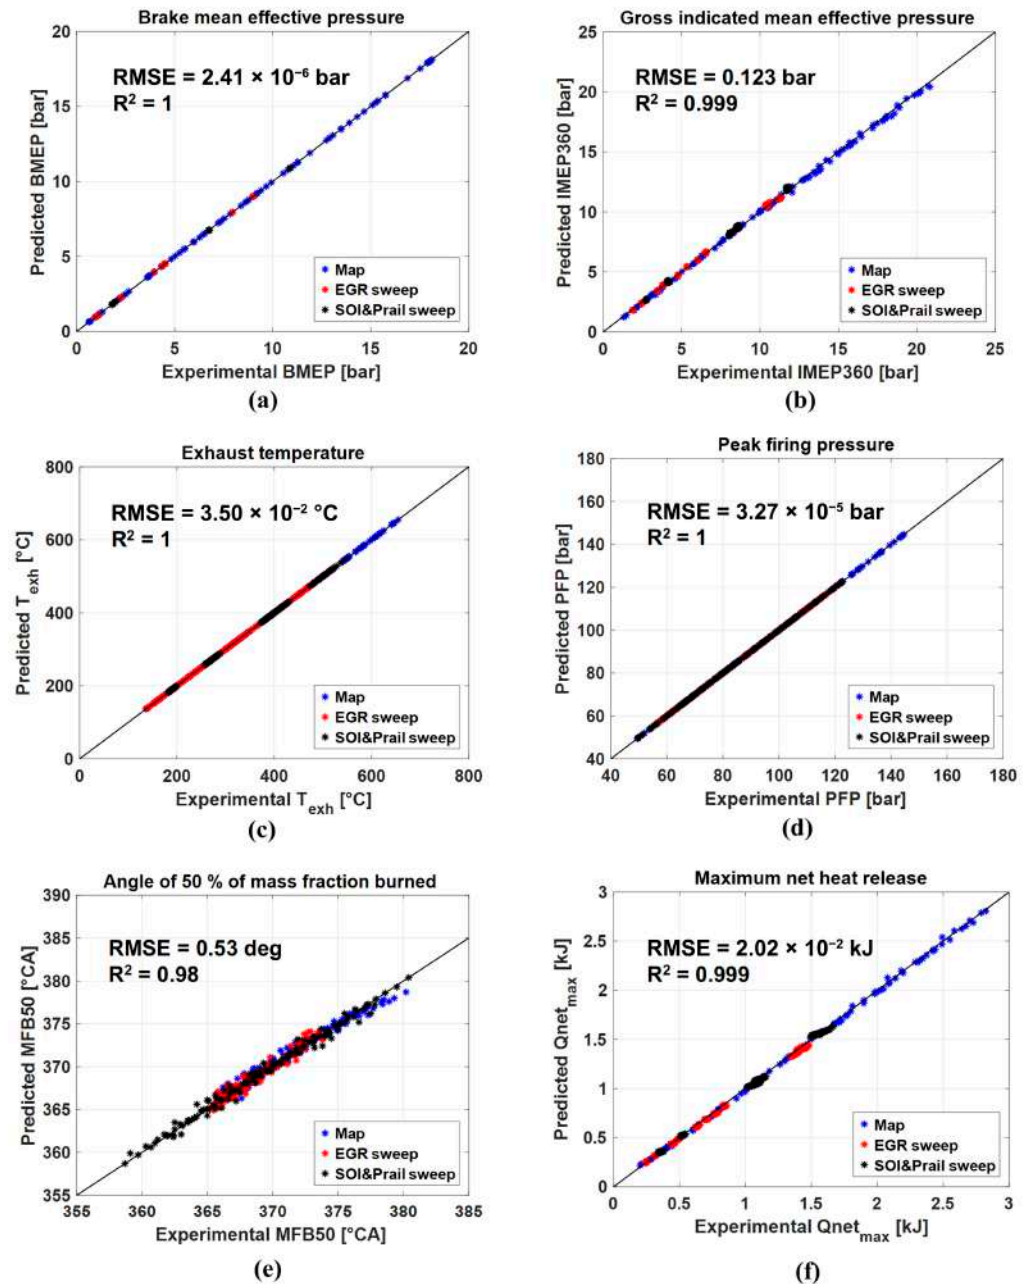 Brake mean effective pressure
RMSE = 2.41 × 10⁻⁶ bar
R² = 1
Predicted BMEP [bar]
20
15
10
5
0
Map
EGR sweep
SOI&Prail sweep
0 5 10 15 20
Experimental BMEP [bar]
(a)
Gross indicated mean effective pressure
RMSE = 0.123 bar
R² = 0.999
Predicted IMEP360 [bar]
25
20
15
10
5
0
Map
EGR sweep
SOI&Prail sweep
0 5 10 15 20 25
Experimental IMEP360 [bar]
(b)
Exhaust temperature
RMSE = 3.50 × 10⁻² °C
R² = 1
Predicted T_exh [°C]
800
600
400
200
0
Map
EGR sweep
SOI&Prail sweep
0 200 400 600 800
Experimental T_exh [°C]
(c)
Peak firing pressure
RMSE = 3.27 × 10⁻⁵ bar
R² = 1
Predicted PFP [bar]
180
160
140
120
100
80
60
40
Map
EGR sweep
SOI&Prail sweep
40 60 80 100 120 140 160 180
Experimental PFP [bar]
(d)
Angle of 50 % of mass fraction burned
RMSE = 0.53 deg
R² = 0.98
Predicted MFB50 [°CA]
390
385
380
375
370
365
360
355
Map
EGR sweep
SOI&Prail sweep
355 360 365 370 375 380 385
Experimental MFB50 [°CA]
(e)
Maximum net heat release
RMSE = 2.02 × 10⁻² kJ
R² = 0.999
Predicted Qnet_max [kJ]
3
2.5
2
1.5
1
0.5
0
Map
EGR sweep
SOI&Prail sweep
0 0.5 1 1.5 2 2.5 3
Experimental Qnet_max [kJ]
(f)